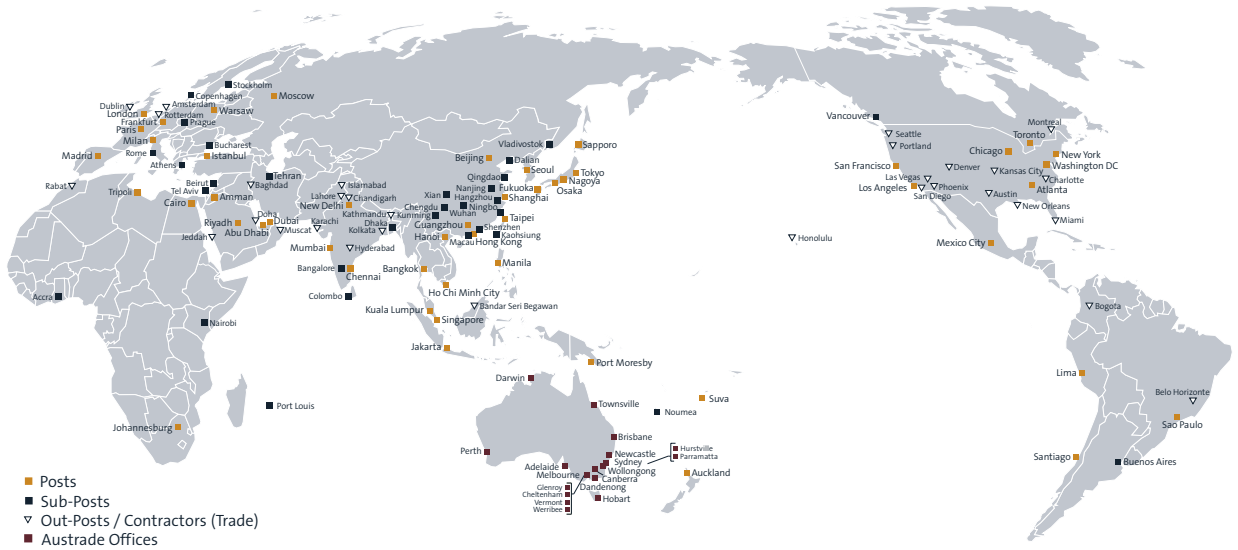 Stockholm
Copenhagen
Moscow
Dublin
Amsterdam
London
Rotterdam
Warsaw
Frankfurt
Prague
Paris
Milan
Bucharest
Rome
Istanbul
Madrid
Athens
Tehran
Rabat
Tripoli
Beirut
Baghdad
Tel Aviv
Amman
Cairo
Doha
Dubai
Riyadh
Abu Dhabi
Muscat
Jeddah
Islamabad
Lahore
Chandigarh
New Delhi
Kathmandu
Karachi
Dhaka
Kolkata
Mumbai
Hyderabad
Bangalore
Chennai
Colombo
Accra
Nairobi
Port Louis
Johannesburg
Vladivostok
Sapporo
Beijing
Dalian
Seoul
Tokyo
Qingdao
Nagoya
Nanjing
Fukuoka
Osaka
Xian
Hangzhou
Shanghai
Chengdu
Ningbo
Kunming
Wuhan
Taipei
Guangzhou
Shenzhen
Hanoi
Kaohsiung
Macau
Hong Kong
Bangkok
Manila
Ho Chi Minh City
Bandar Seri Begawan
Kuala Lumpur
Singapore
Jakarta
Port Moresby
Darwin
Townsville
Suva
Noumea
Brisbane
Perth
Newcastle
Hurstville
Parramatta
Sydney
Adelaide
Wollongong
Melbourne
Canberra
Auckland
Dandenong
Glenroy
Cheltenham
Vermont
Werribee
Hobart
Vancouver
Montreal
Seattle
Toronto
Portland
Chicago
New York
San Francisco
Denver
Washington DC
Kansas City
Las Vegas
Charlotte
Los Angeles
Phoenix
Atlanta
San Diego
Austin
New Orleans
Miami
Honolulu
Mexico City
Bogota
Lima
Belo Horizonte
Sao Paulo
Santiago
Buenos Aires
Posts
Sub-Posts
Out-Posts / Contractors (Trade)
Austrade Offices